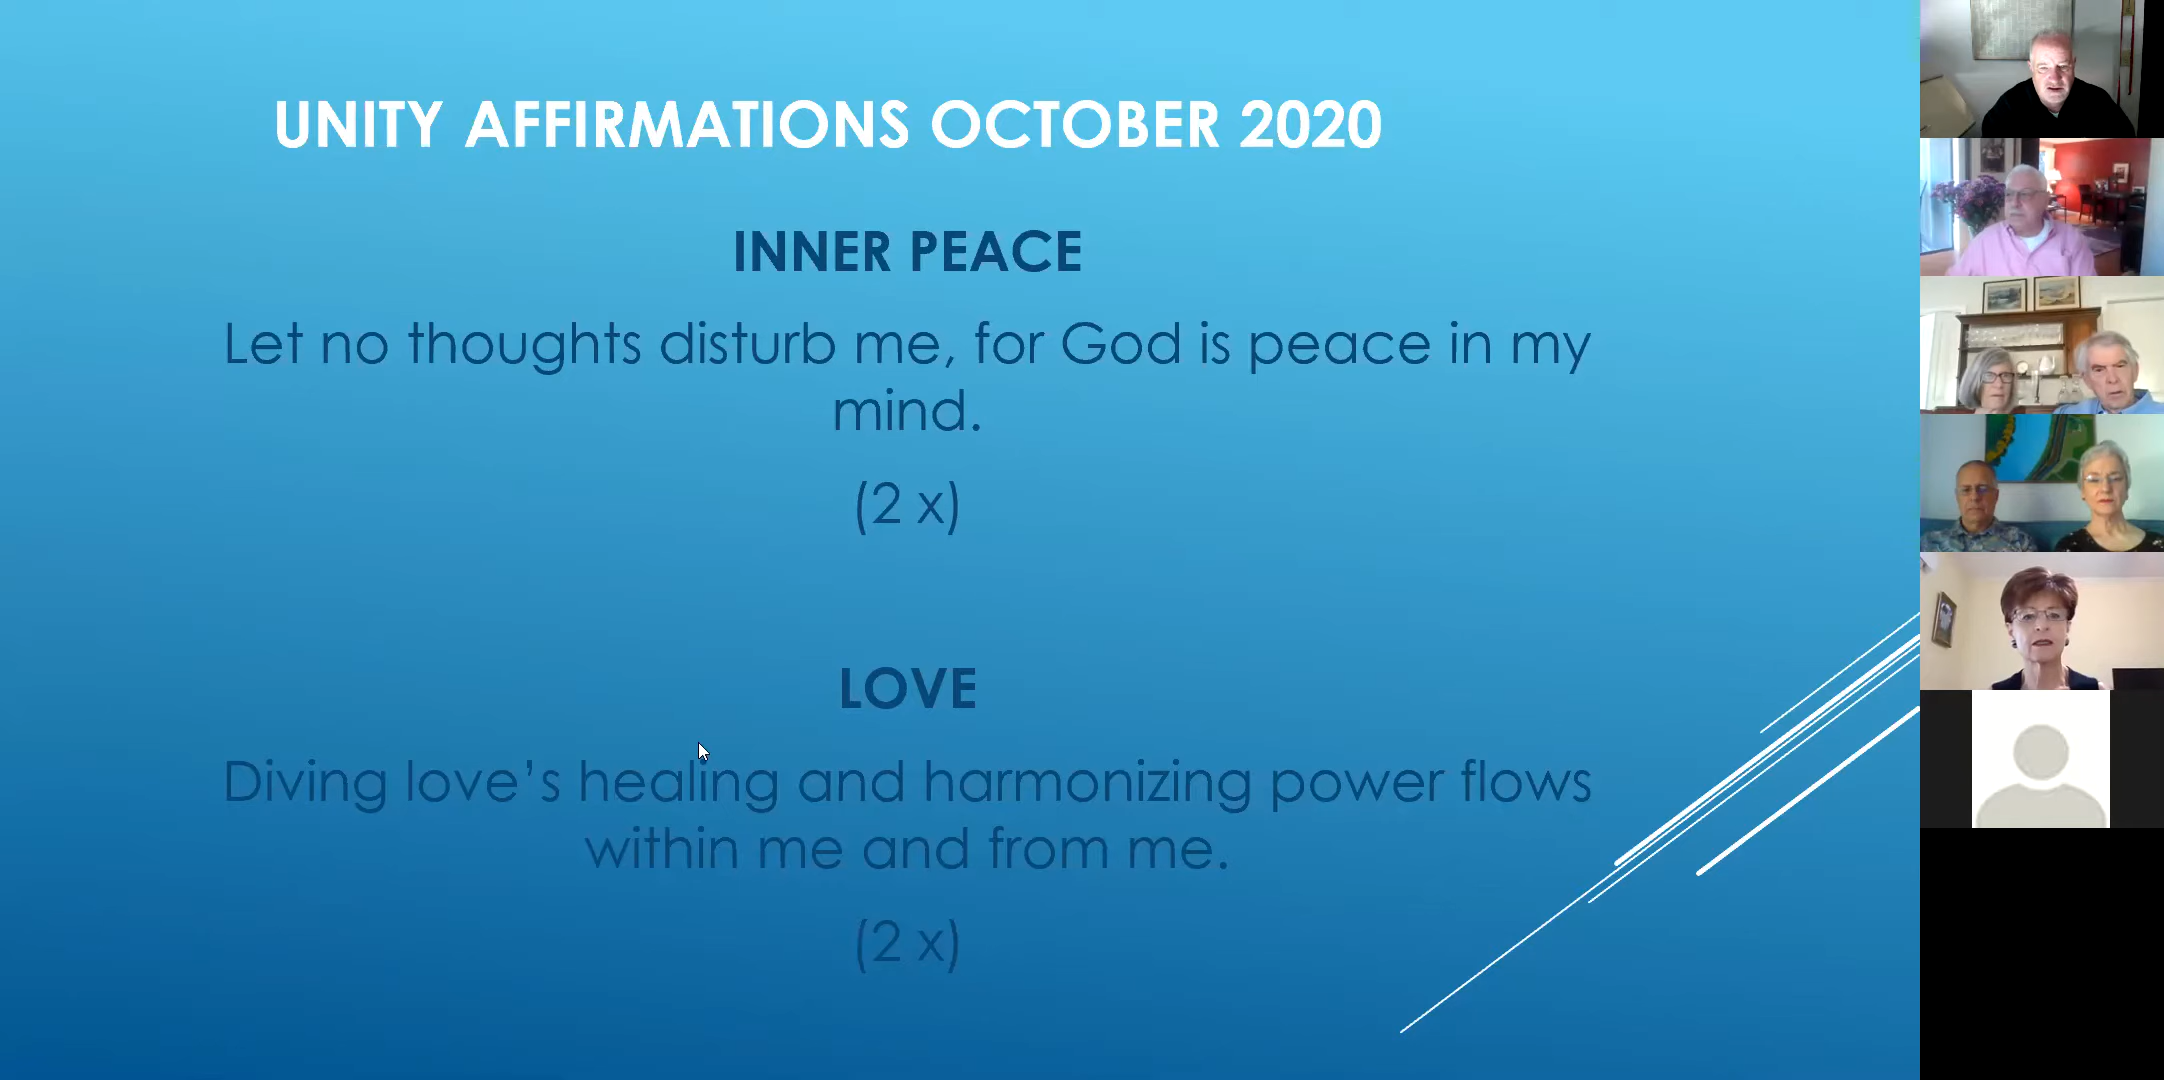 UNITY AFFIRMATIONS OCTOBER 2020
INNER PEACE
Let no thoughts disturb me, for God is peace in my
mind.
(2 x)
LOVE
Diving love’s healing and harmonizing power flows
within me and from me.
(2 x)